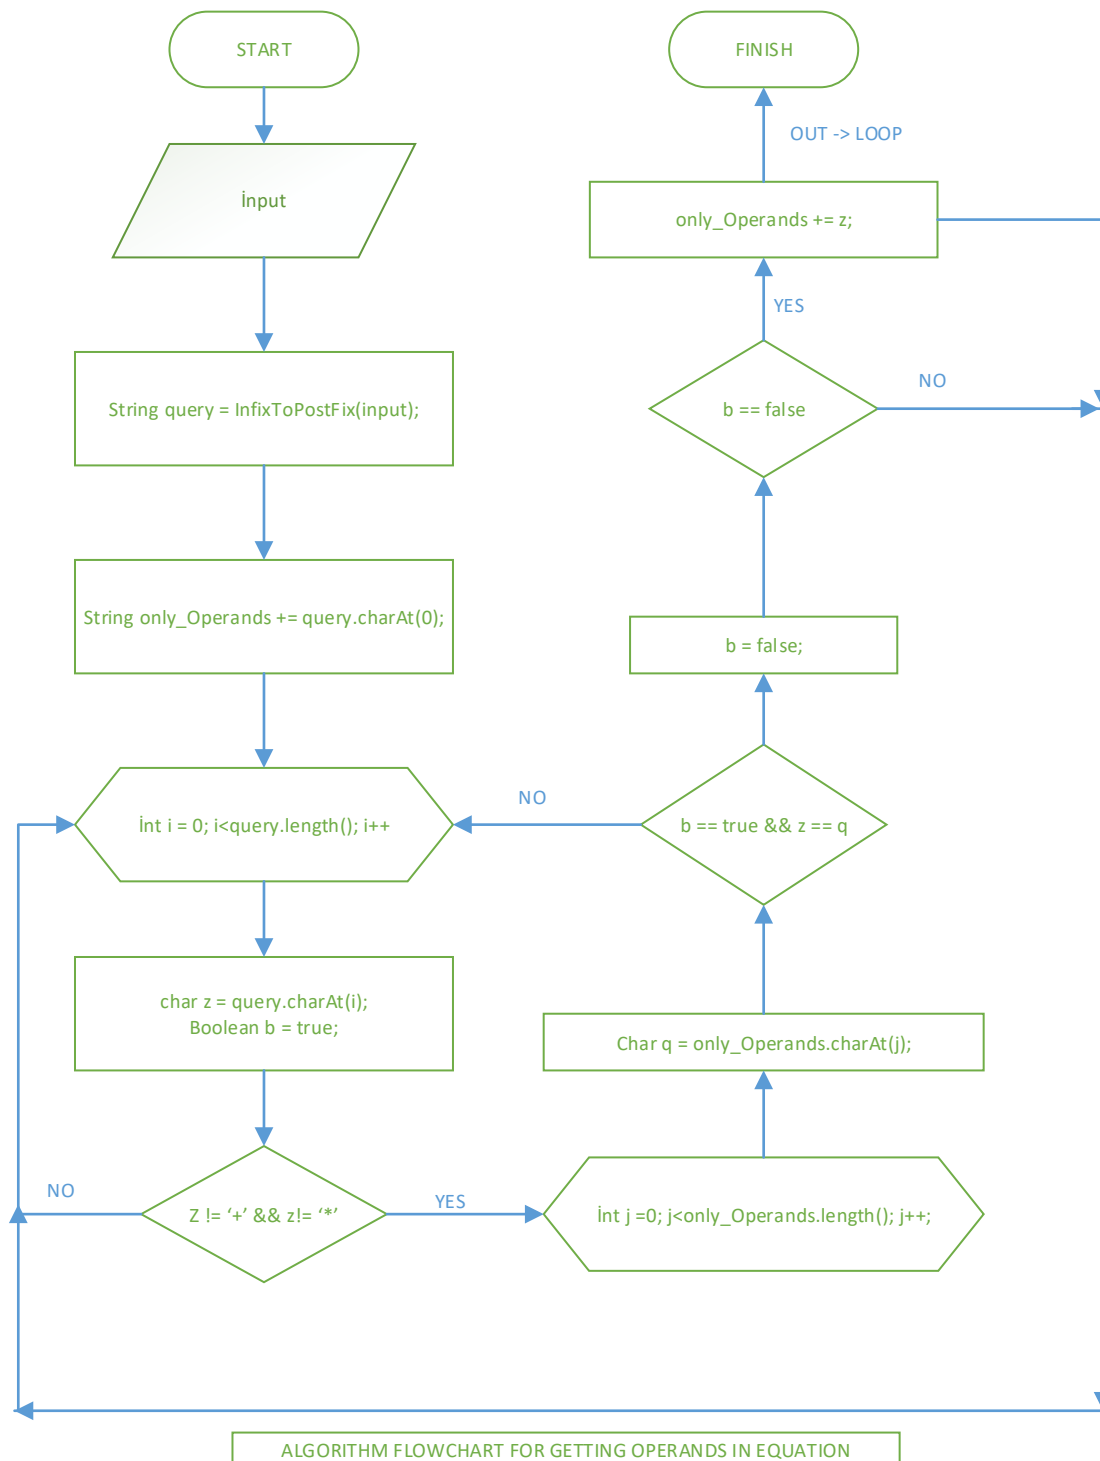 START
İnput
String query = InfixToPostFix(input);
String only_Operands += query.charAt(0);
İnt i = 0; i<query.length(); i++
char z = query.charAt(i);
Boolean b = true;
NO
Z != ‘+’ && z!= ‘*’
YES
İnt j =0; j<only_Operands.length(); j++;
Char q = only_Operands.charAt(j);
b == true && z == q
NO
b = false;
b == false
NO
YES
only_Operands += z;
OUT -> LOOP
FINISH
ALGORITHM FLOWCHART FOR GETTING OPERANDS IN EQUATION